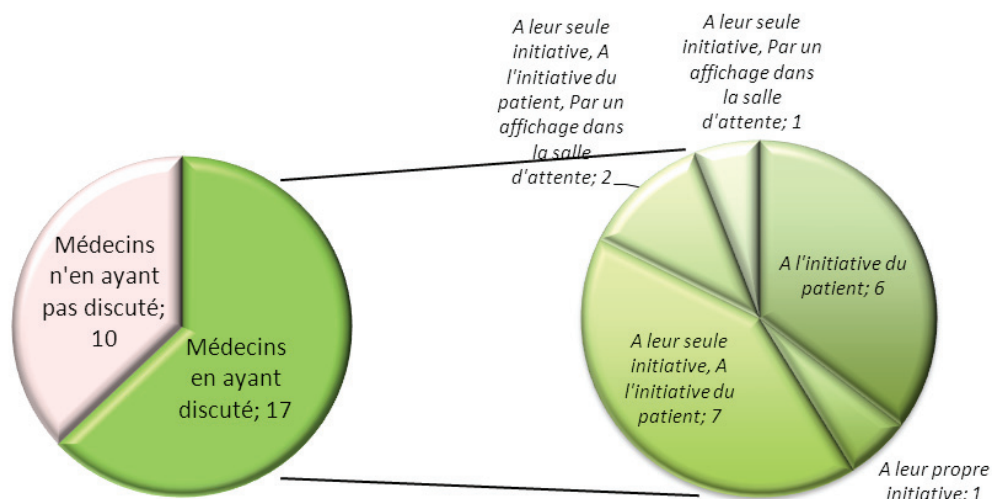 Médecins
n'en ayant
pas discuté;
10
Médecins
en ayant
discuté; 17
A leur seule
initiative, A
l'initiative du
patient, Par un
affichage dans
la salle
d'attente; 2
A leur seule
initiative, Par un
affichage dans
la salle
d'attente; 1
A l'initiative du
patient; 6
A leur seule
initiative, A
l'initiative du
patient; 7
A leur propre
initiative; 1